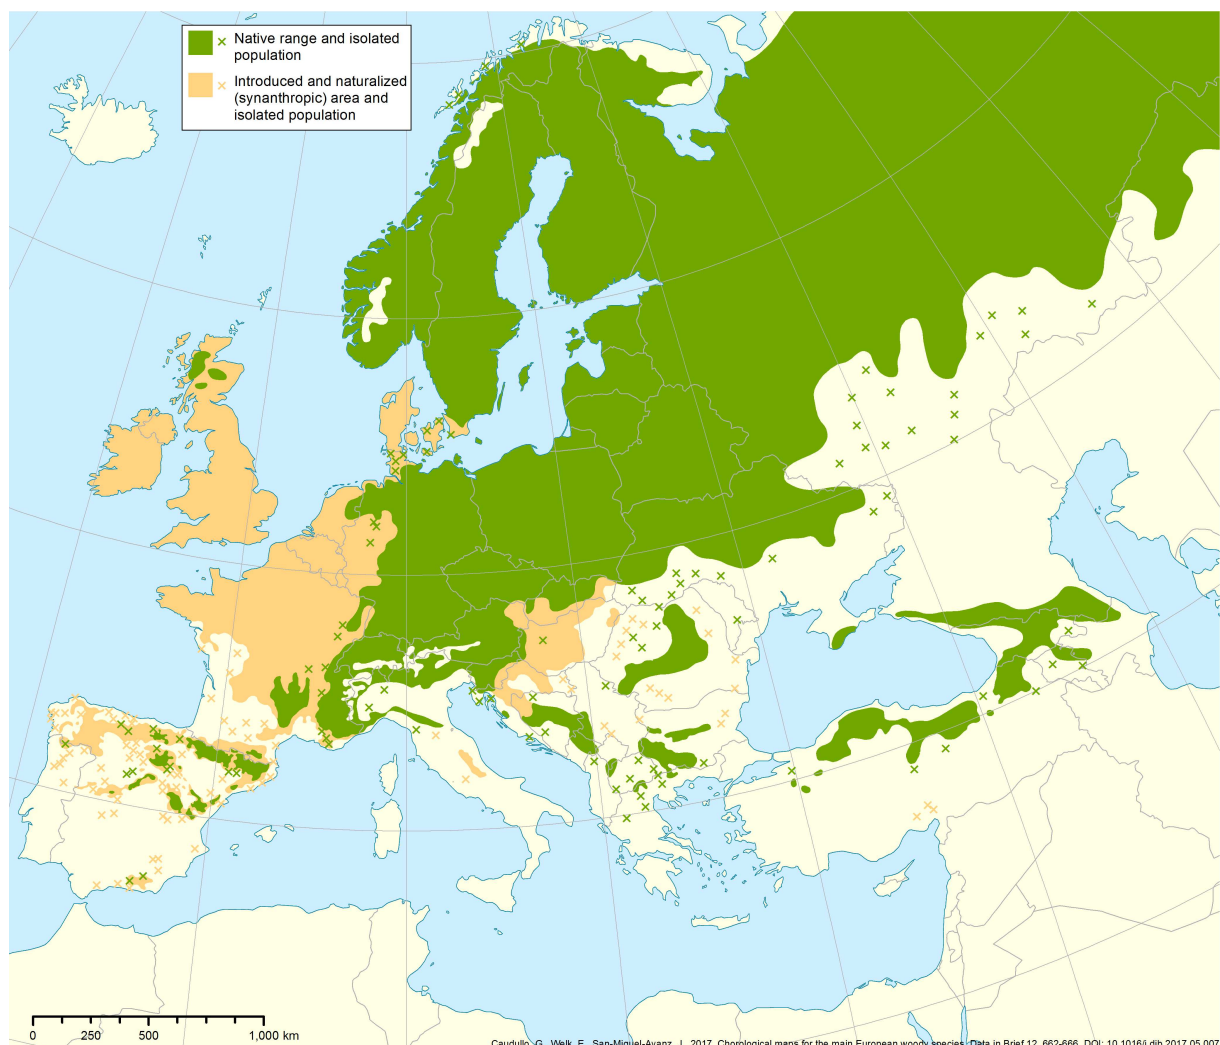 Native range and isolated
population
Introduced and naturalized
(synanthropic) area and
isolated population
0 250 500 1,000 km
Caudullo, G., Welk, E., San-Miguel-Ayanz, J., 2017. Chorological maps for the main European woody species. Data in Brief 12, 662-666. DOI: 10.1016/j.dib.2017.05.007